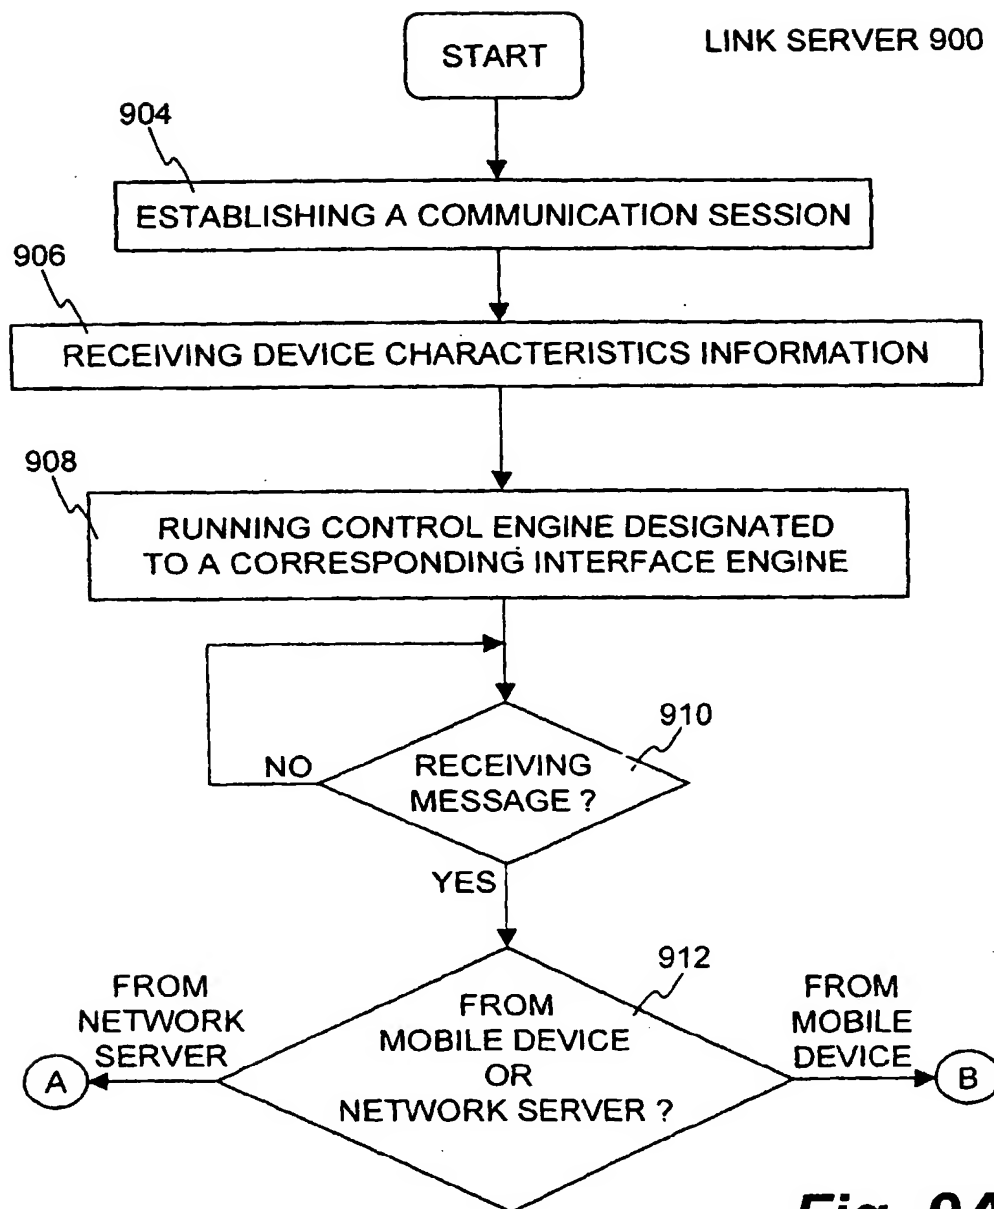 START
LINK SERVER 900
904
ESTABLISHING A COMMUNICATION SESSION
906
RECEIVING DEVICE CHARACTERISTICS INFORMATION
908
RUNNING CONTROL ENGINE DESIGNATED
TO A CORRESPONDING INTERFACE ENGINE
910
NO
RECEIVING
MESSAGE ?
YES
912
FROM
NETWORK
SERVER
FROM
MOBILE DEVICE
OR
NETWORK SERVER ?
FROM
MOBILE
DEVICE
A
B
Fig. 9A